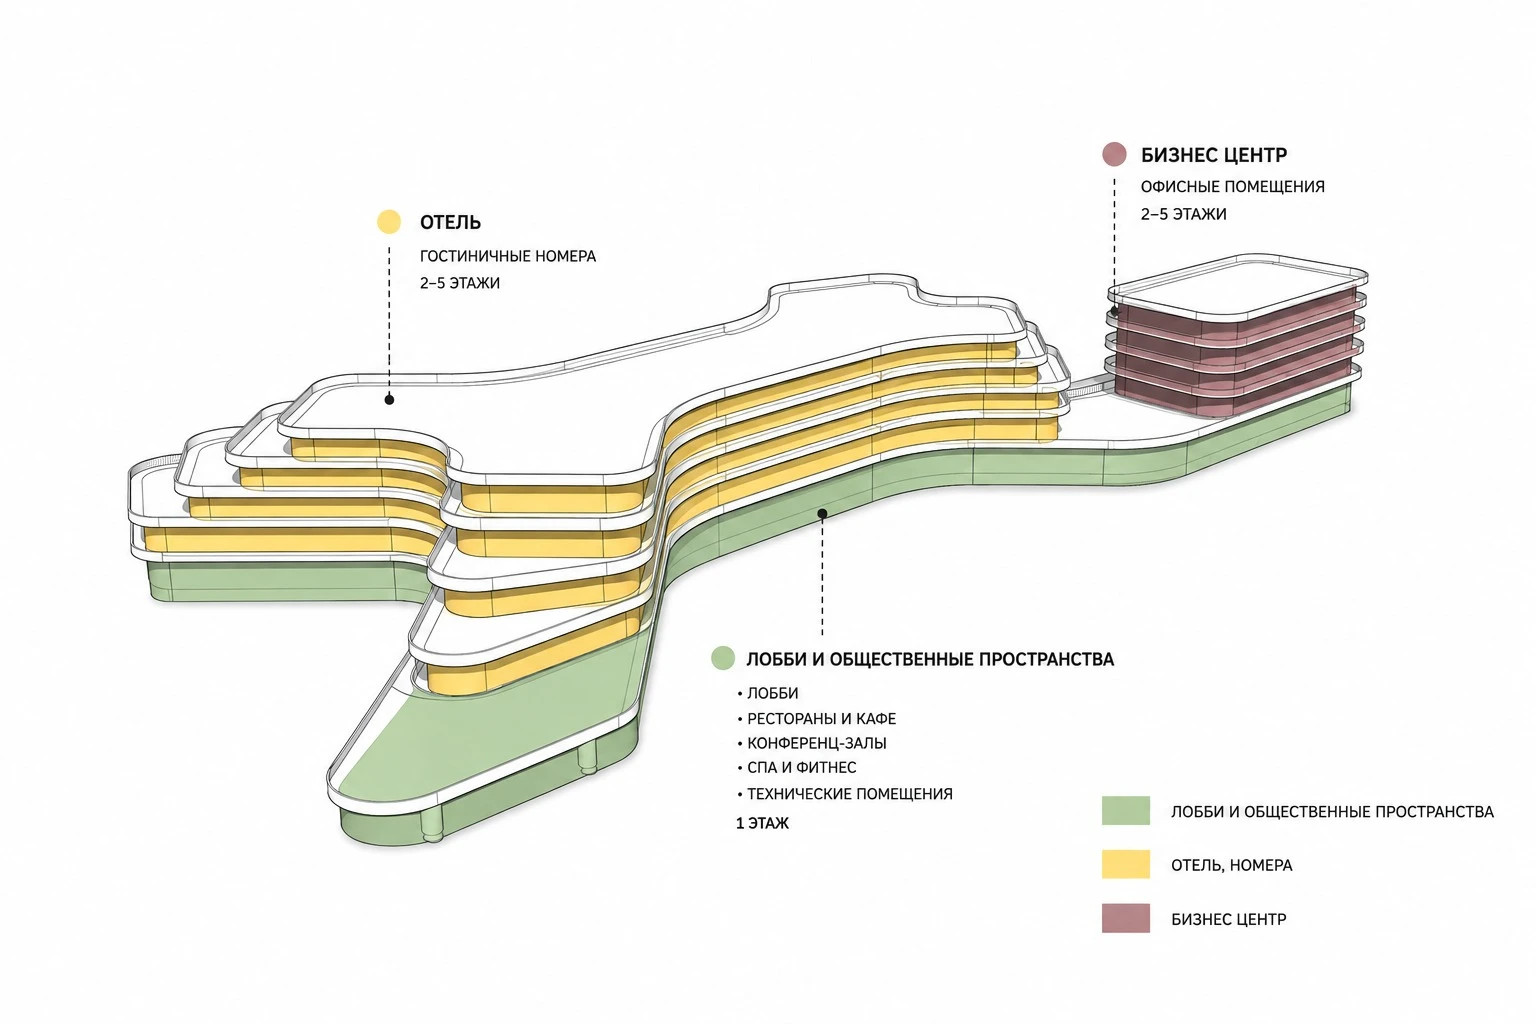 БИЗНЕС ЦЕНТР
ОФИСНЫЕ ПОМЕЩЕНИЯ
2–5 ЭТАЖИ
ОТЕЛЬ
ГОСТИНИЧНЫЕ НОМЕРА
2–5 ЭТАЖИ
ЛОББИ И ОБЩЕСТВЕННЫЕ ПРОСТРАНСТВА
• ЛОББИ
• РЕСТОРАНЫ И КАФЕ
• КОНФЕРЕНЦ-ЗАЛЫ
• СПА И ФИТНЕС
• ТЕХНИЧЕСКИЕ ПОМЕЩЕНИЯ
1 ЭТАЖ
ЛОББИ И ОБЩЕСТВЕННЫЕ ПРОСТРАНСТВА
ОТЕЛЬ, НОМЕРА
БИЗНЕС ЦЕНТР